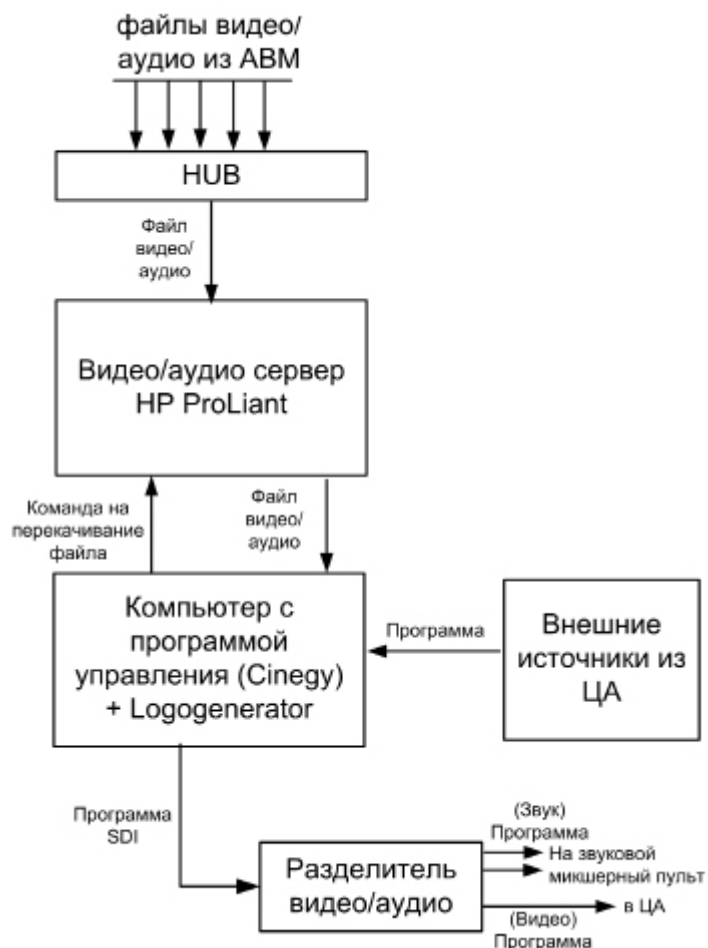 файлы видео/
аудио из АВМ
HUB
Файл
видео/
аудио
Видео/аудио сервер
HP ProLiant
Команда на
перекачивание
файла
Файл
видео/
аудио
Компьютер с
программой
управления (Cinegy)
+ Logogenerator
Программа
Внешние
источники из
ЦА
Программа
SDI
Разделитель
видео/аудио
(Звук)
Программа
На звуковой
микшерный пульт
в ЦА
(Видео)
Программа